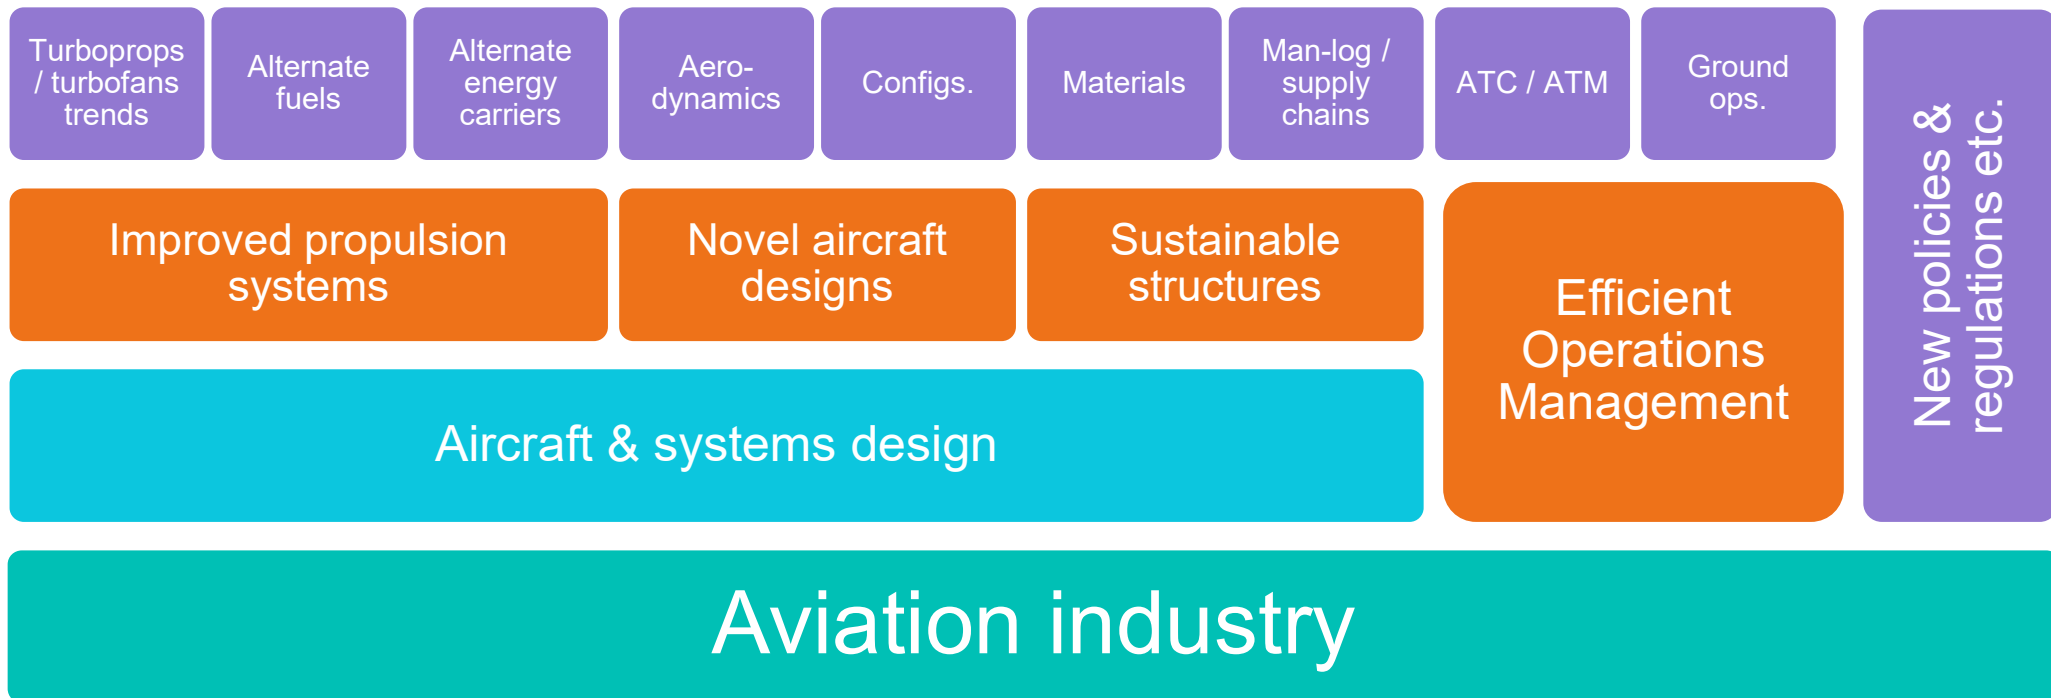 Turboprops
/ turbofans
trends
Alternate
fuels
Alternate
energy
carriers
Aero-
dynamics
Configs.
Materials
Man-log /
supply
chains
ATC / ATM
Ground
ops.
New policies &
regulations etc.
Improved propulsion
systems
Novel aircraft
designs
Sustainable
structures
Efficient
Operations
Management
Aircraft & systems design
Aviation industry